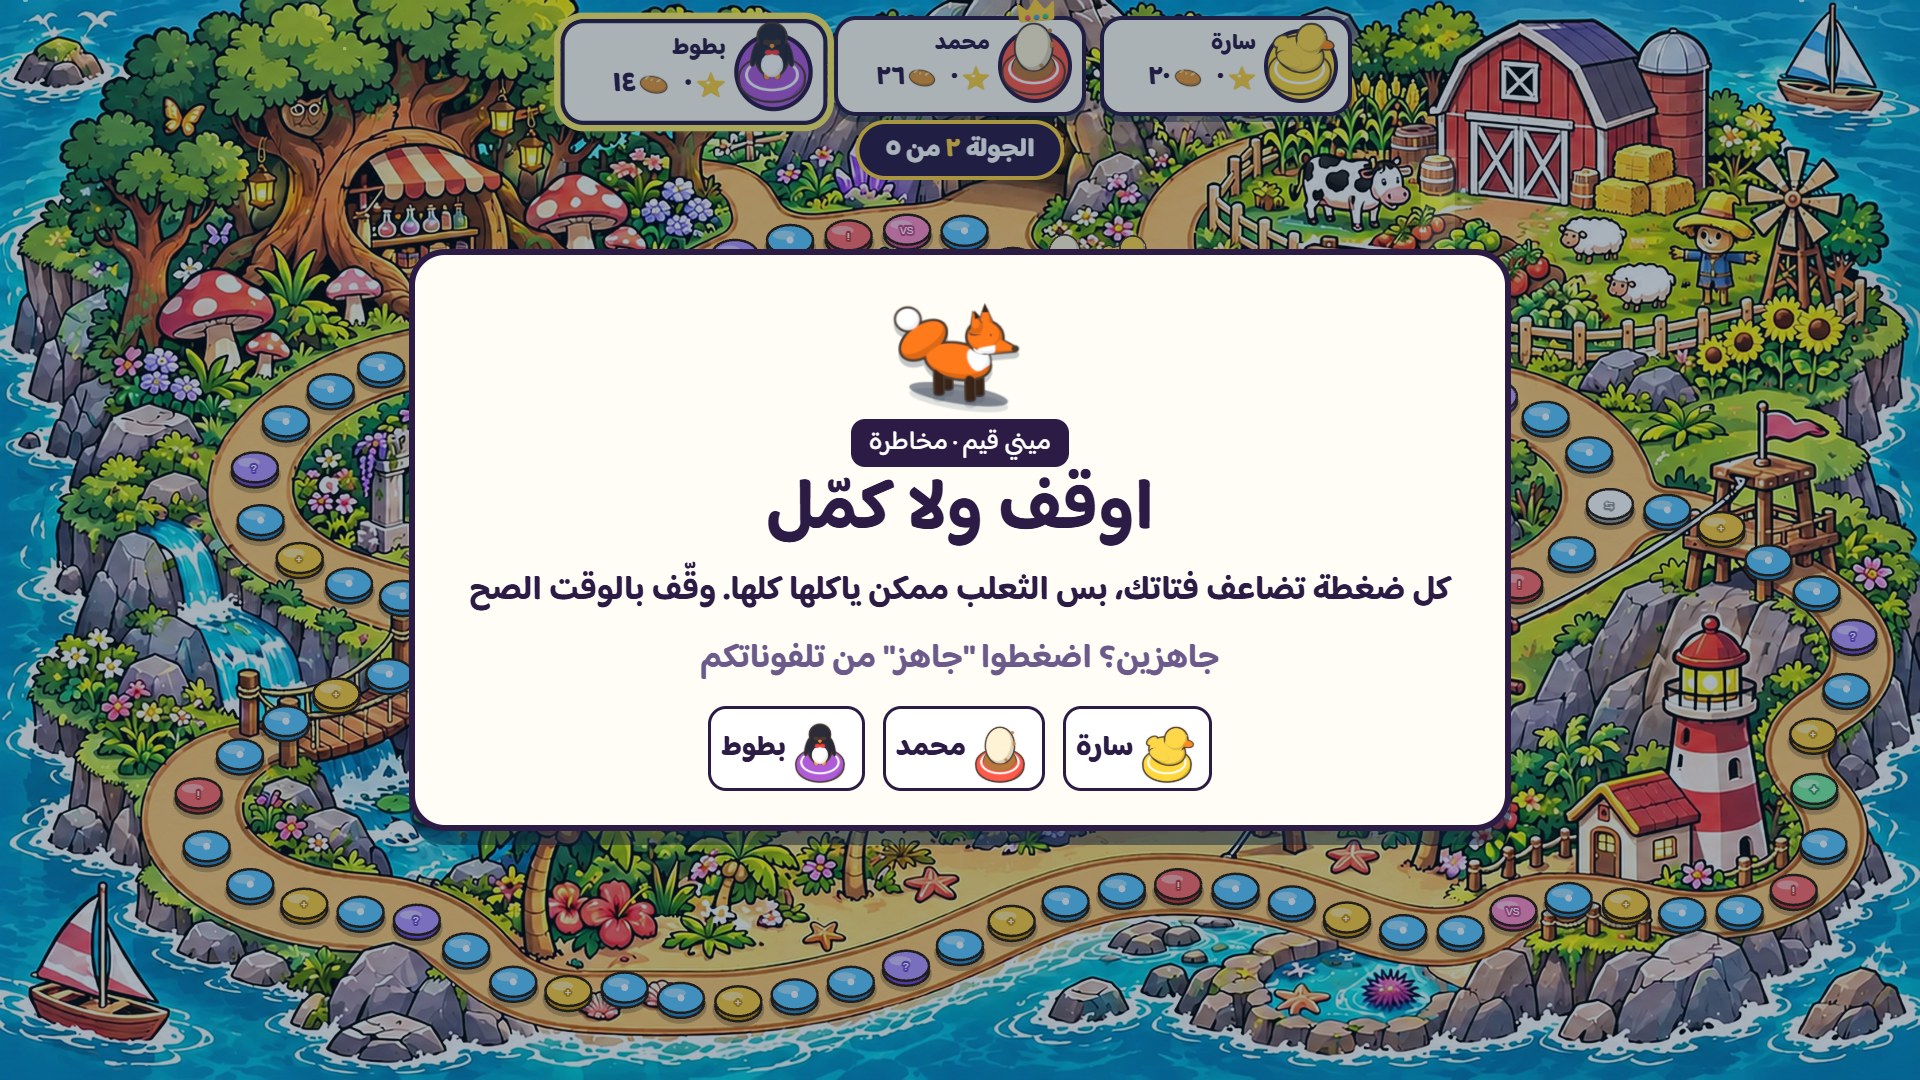 سارة
٠ ٢٠
محمد
٠ ٢٦
بطوط
٠ ١٤
الجولة ٢ من ٥
VS
ميني قيم · مخاطرة
اوقف ولا كمّل
كل ضغطة تضاعف فتاتك، بس الثعلب ممكن ياكلها كلها. وقّف بالوقت الصح
جاهزين؟ اضغطوا "جاهز" من تلفوناتكم
سارة
محمد
بطوط
VS